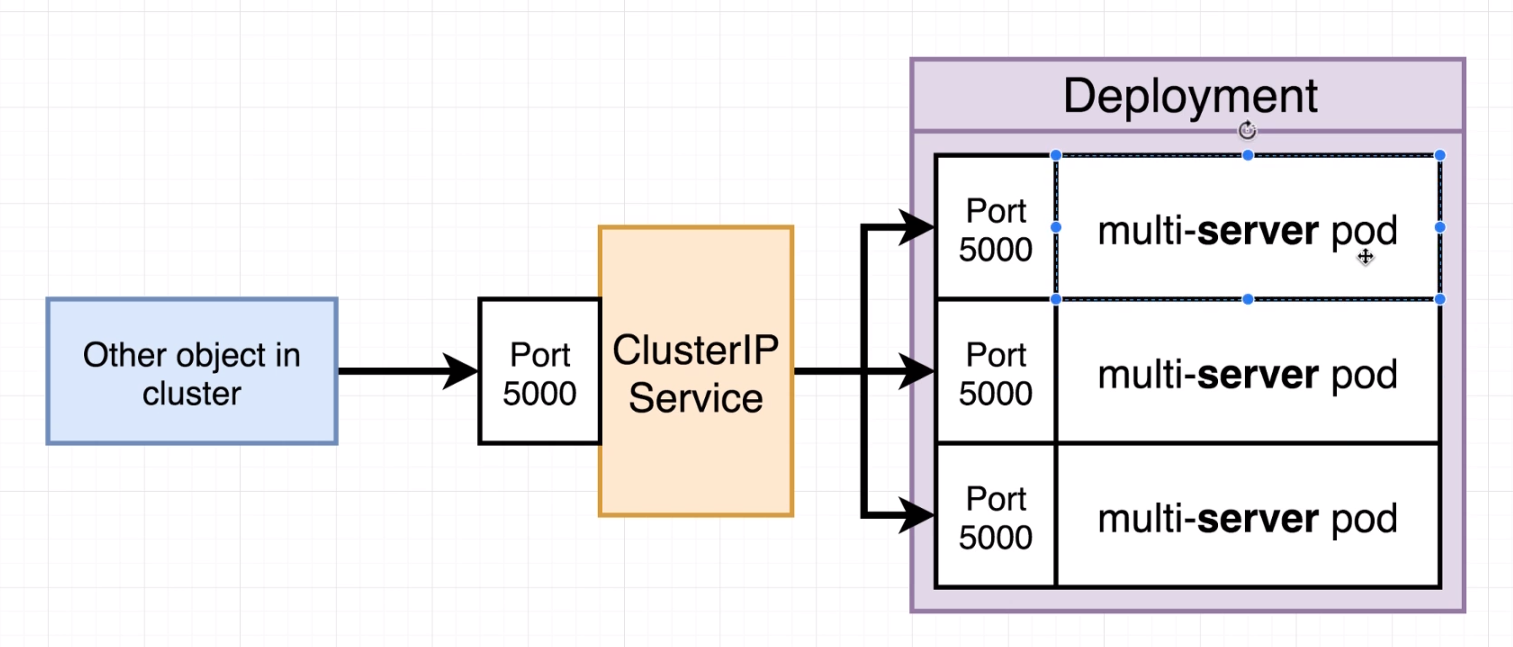 Deployment
Port
5000
multi-server pod
Other object in
cluster
Port
5000
ClusterIP
Service
Port
5000
multi-server pod
Port
5000
multi-server pod